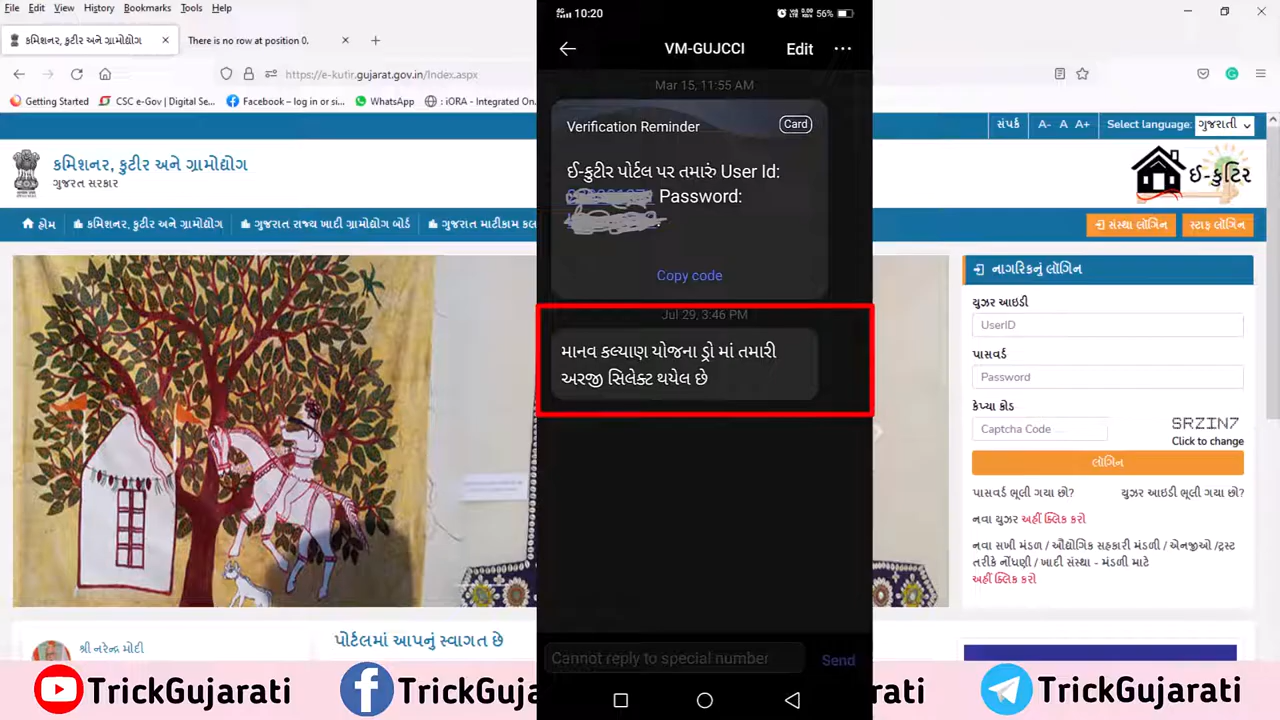 File Edit View History Bookmarks Tools Help
કમિશનર, કુટીર અને ગ્રામોદ્યોગ
There is no row at position 0.
https://e-kutir.gujarat.gov.in/Index.aspx
Getting Started
CSC e-Gov | Digital Se...
Facebook – log in or si...
WhatsApp
: iORA - Integrated On...
સંપર્ક
A- A A+
Select language: ગુજરાતી
કમિશનર, કુટીર અને ગ્રામોદ્યોગ
ગુજરાત સરકાર
ઈ-કુટિર
હોમ
કમિશનર, કુટીર અને ગ્રામોદ્યોગ
ગુજરાત રાજ્ય ખાદી ગ્રામોદ્યોગ બોર્ડ
ગુજરાત માટીકામ કલ
સંસ્થા લૉગિન
સ્ટાફ લૉગિન
10:20
56%
VM-GUJCCI
Edit
Mar 15, 11:55 AM
Verification Reminder
Card
ઈ-કુટીર પોર્ટલ પર તમારું User Id:
Password:
Copy code
Jul 29, 3:46 PM
માનવ કલ્યાણ યોજના ડ્રો માં તમારી
અરજી સિલેક્ટ થયેલ છે
Cannot reply to special number
Send
નાગરિકનું લૉગિન
યુઝર આઇડી
UserID
પાસવર્ડ
Password
કેપ્ચા કોડ
Captcha Code
SRZIN7
Click to change
લૉગિન
પાસવર્ડ ભૂલી ગયા છો?
યુઝર આઇડી ભૂલી ગયા છો?
નવા યુઝર અહીં ક્લિક કરો
નવા સખી મંડળ / ઔદ્યોગિક સહકારી મંડળી / એનજીઓ /ટ્રસ્ટ
તરીકે નોંધણી / ખાદી સંસ્થા - મંડળી માટે
અહીં ક્લિક કરો
શ્રી નરેન્દ્ર મોદી
પોર્ટલમાં આપનું સ્વાગત છે
TrickGujarati
TrickGujarati
TrickGujarati